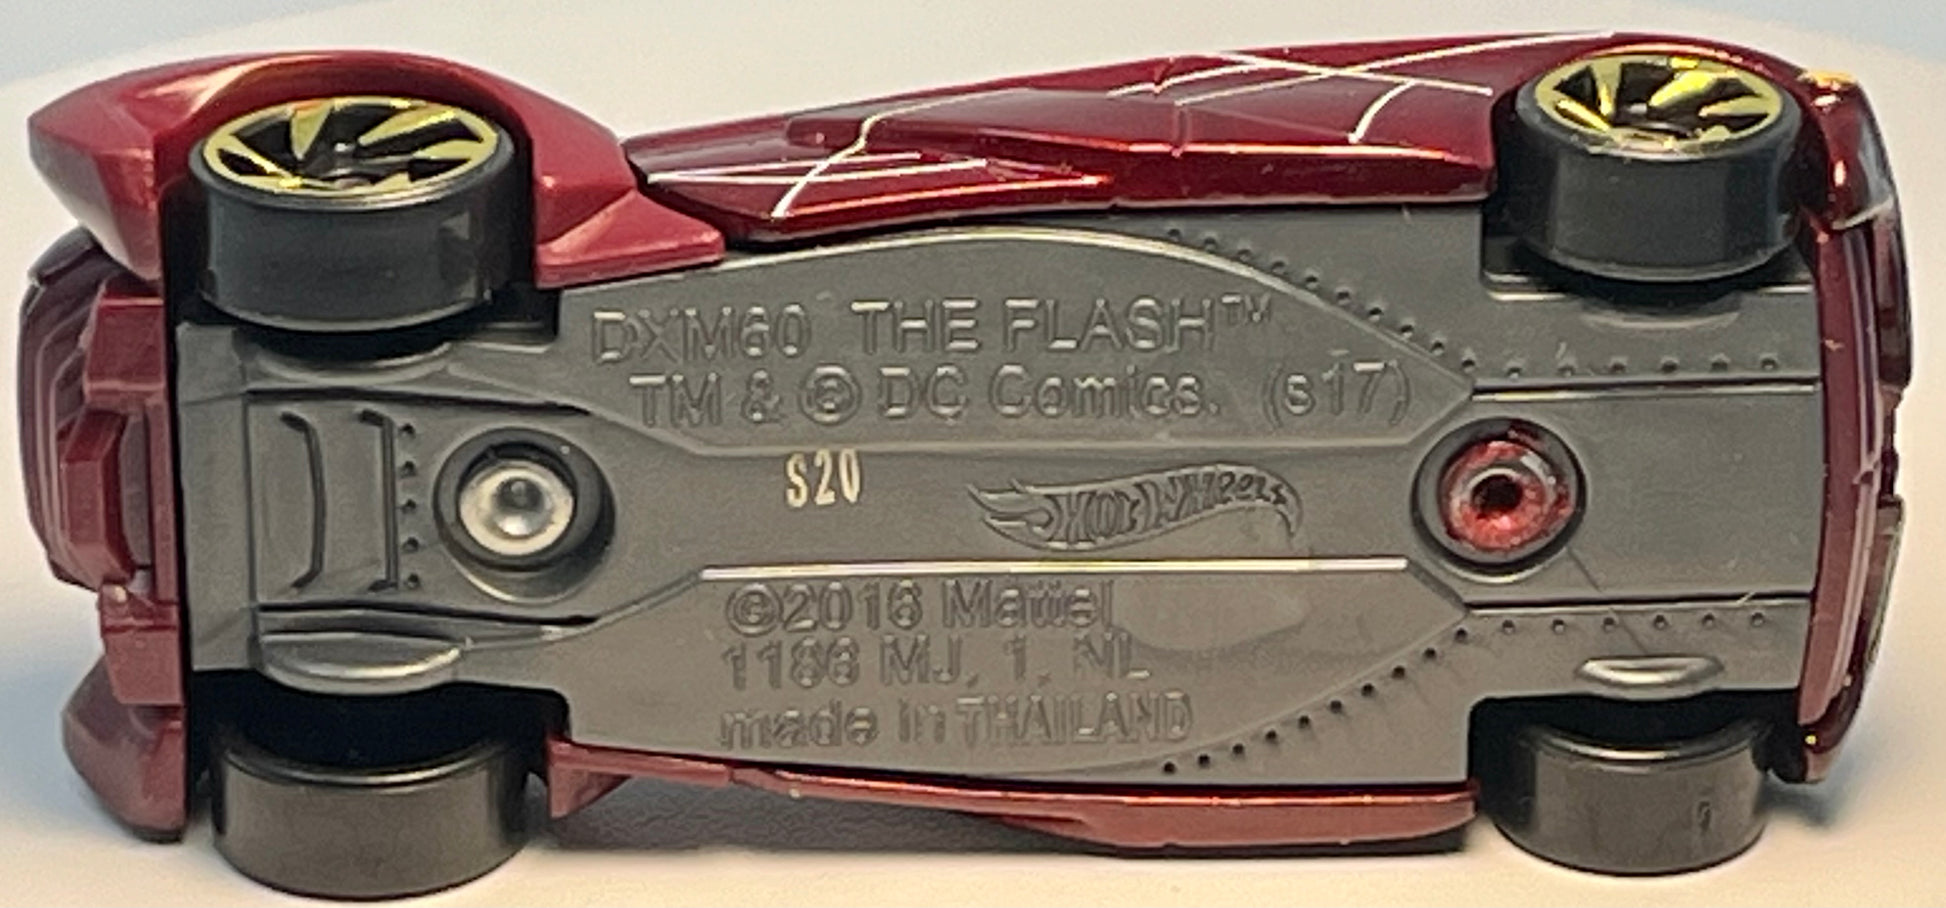 DXM60 THE FLASH™
TM & © DC Comics. (s17)
S20
Hot Wheels
©2016 Mattel
1186 MJ, 1, NL
made in THAILAND